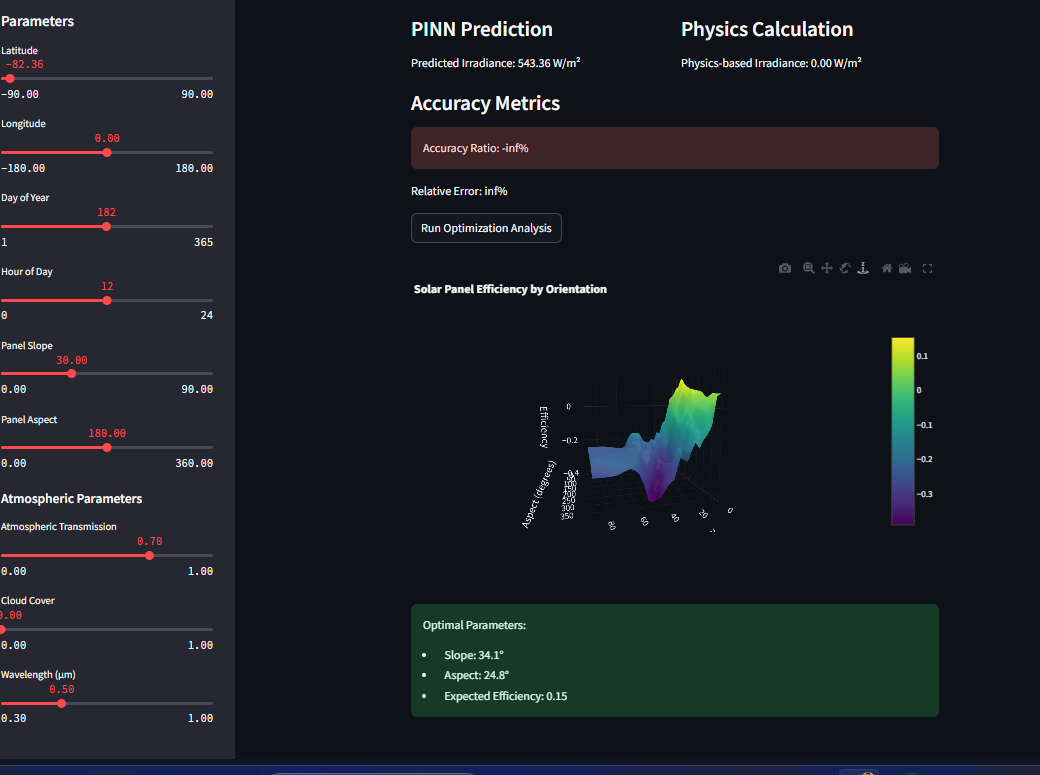 Parameters
Latitude
-82.36
-90.00 90.00
Longitude
0.00
-180.00 180.00
Day of Year
182
1 365
Hour of Day
12
0 24
Panel Slope
30.00
0.00 90.00
Panel Aspect
180.00
0.00 360.00
Atmospheric Parameters
Atmospheric Transmission
0.70
0.00 1.00
Cloud Cover
0.00
0.00 1.00
Wavelength (μm)
0.50
0.30 1.00
PINN Prediction
Predicted Irradiance: 543.36 W/m²
Physics Calculation
Physics-based Irradiance: 0.00 W/m²
Accuracy Metrics
Accuracy Ratio: -inf%
Relative Error: inf%
Run Optimization Analysis
Solar Panel Efficiency by Orientation
Efficiency
0
−0.2
−0.4
Aspect (degrees)
250
300
350
80
60
40
20
0
0.1
0
−0.1
−0.2
−0.3
Optimal Parameters:
• Slope: 34.1°
• Aspect: 24.8°
• Expected Efficiency: 0.15